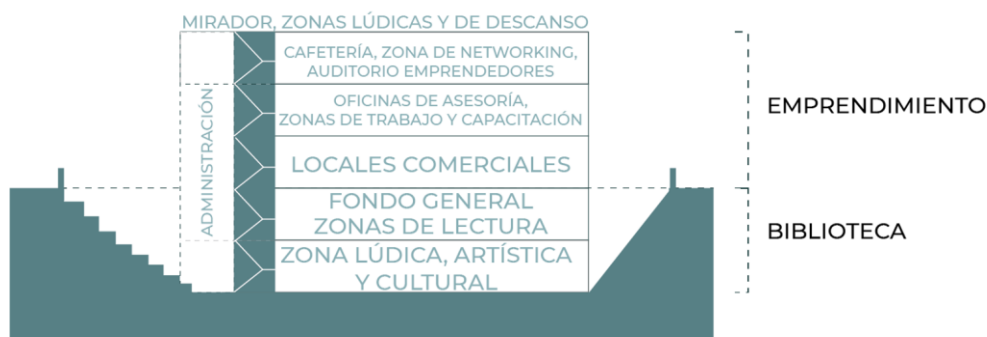 MIRADOR, ZONAS LÚDICAS Y DE DESCANSO
CAFETERÍA, ZONA DE NETWORKING,
AUDITORIO EMPRENDEDORES
OFICINAS DE ASESORÍA,
ZONAS DE TRABAJO Y CAPACITACIÓN
LOCALES COMERCIALES
FONDO GENERAL
ZONAS DE LECTURA
ZONA LÚDICA, ARTÍSTICA
Y CULTURAL
ADMINISTRACIÓN
EMPRENDIMIENTO
BIBLIOTECA